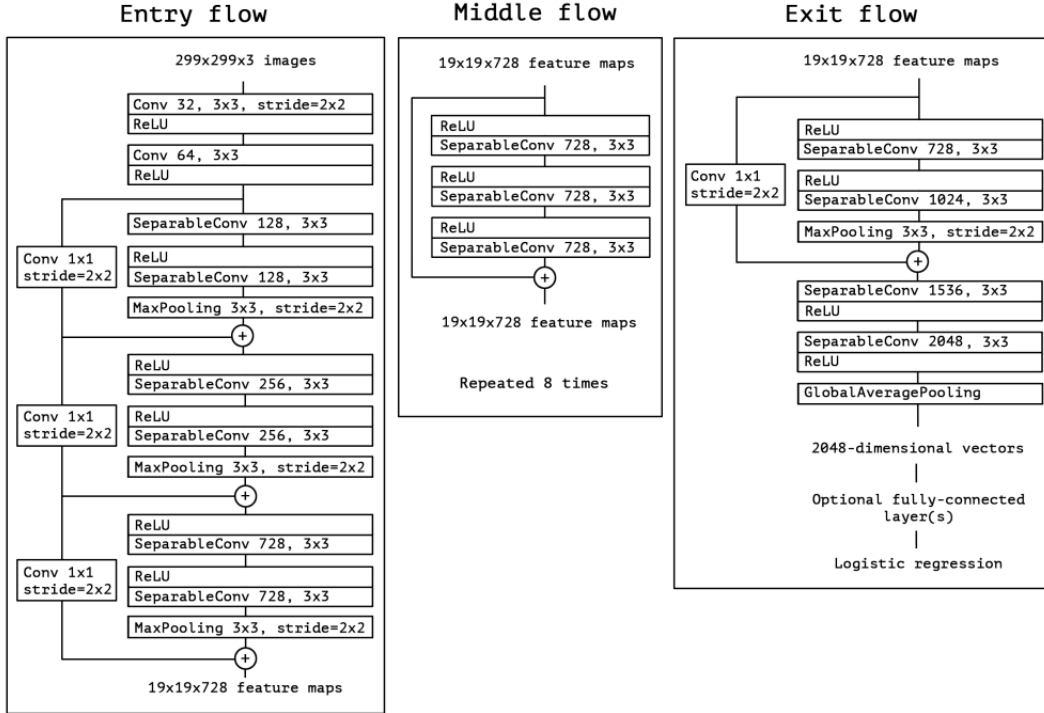 Entry flow
299x299x3 images
Conv 32, 3x3, stride=2x2
ReLU
Conv 64, 3x3
ReLU
SeparableConv 128, 3x3
Conv 1x1
stride=2x2
ReLU
SeparableConv 128, 3x3
MaxPooling 3x3, stride=2x2
+
ReLU
SeparableConv 256, 3x3
Conv 1x1
stride=2x2
ReLU
SeparableConv 256, 3x3
MaxPooling 3x3, stride=2x2
+
ReLU
SeparableConv 728, 3x3
Conv 1x1
stride=2x2
ReLU
SeparableConv 728, 3x3
MaxPooling 3x3, stride=2x2
+
19x19x728 feature maps
Middle flow
19x19x728 feature maps
ReLU
SeparableConv 728, 3x3
ReLU
SeparableConv 728, 3x3
ReLU
SeparableConv 728, 3x3
+
19x19x728 feature maps
Repeated 8 times
Exit flow
19x19x728 feature maps
ReLU
SeparableConv 728, 3x3
Conv 1x1
stride=2x2
ReLU
SeparableConv 1024, 3x3
MaxPooling 3x3, stride=2x2
+
SeparableConv 1536, 3x3
ReLU
SeparableConv 2048, 3x3
ReLU
GlobalAveragePooling
2048-dimensional vectors
Optional fully-connected
layer(s)
Logistic regression